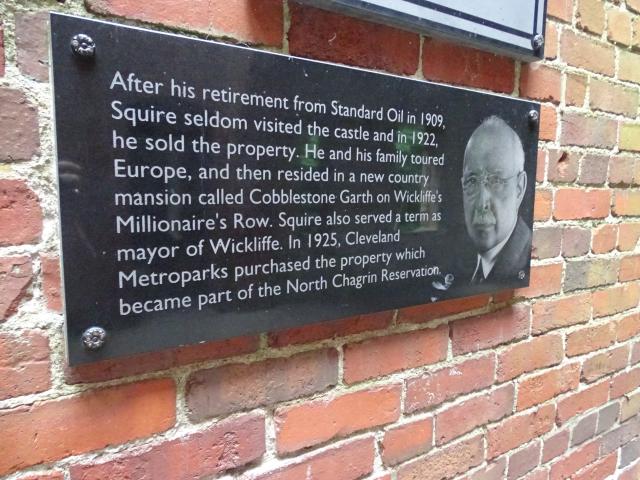 After his retirement from Standard Oil in 1909,
Squire seldom visited the castle and in 1922,
he sold the property. He and his family toured
Europe, and then resided in a new country
mansion called Cobblestone Garth on Wickliffe's
Millionaire's Row. Squire also served a term as
mayor of Wickliffe. In 1925, Cleveland
Metroparks purchased the property which
became part of the North Chagrin Reservation.